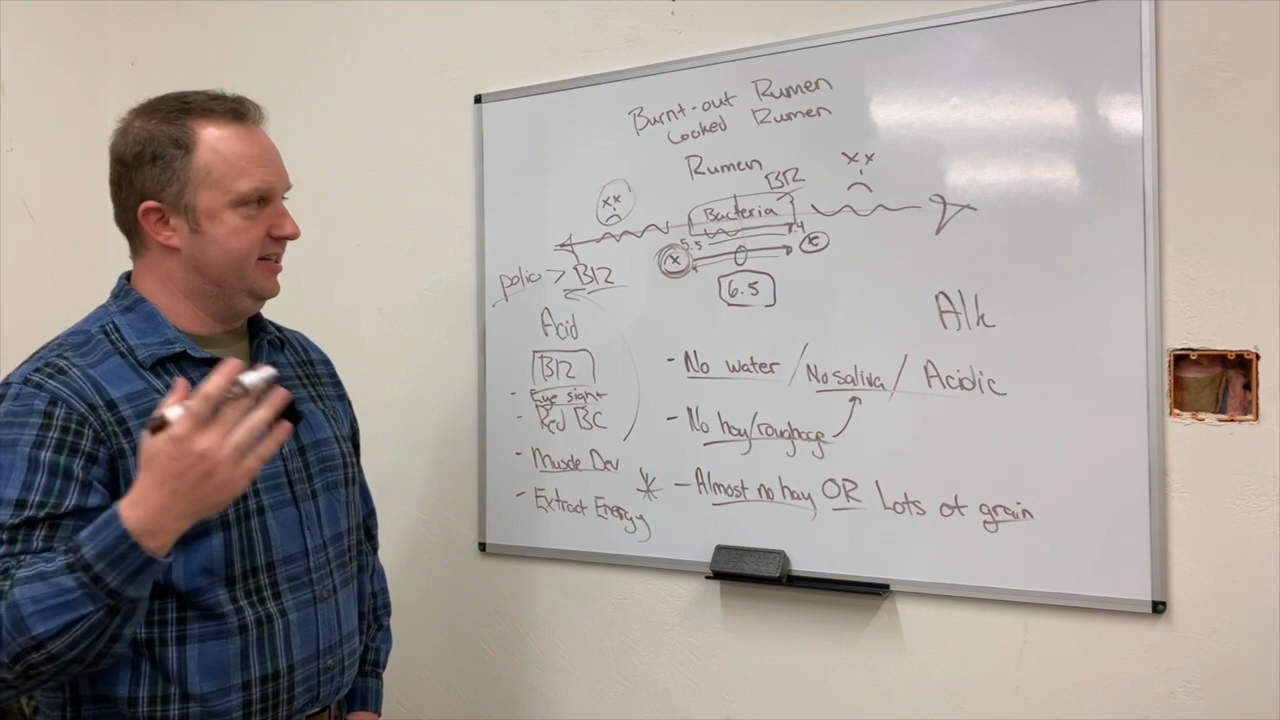 Burnt-out Rumen
Cooked Rumen
Rumen
B12
xx
xx
Bacteria
5.5
7.4
x
x
6.5
polio > B12
Acid
Alk
B12
- Eye sight
- Red BC
- Muscle Dev
- Extract Energy
- No water / No saliva / Acidic
- No hay/roughage
* - Almost no hay OR Lots of grain